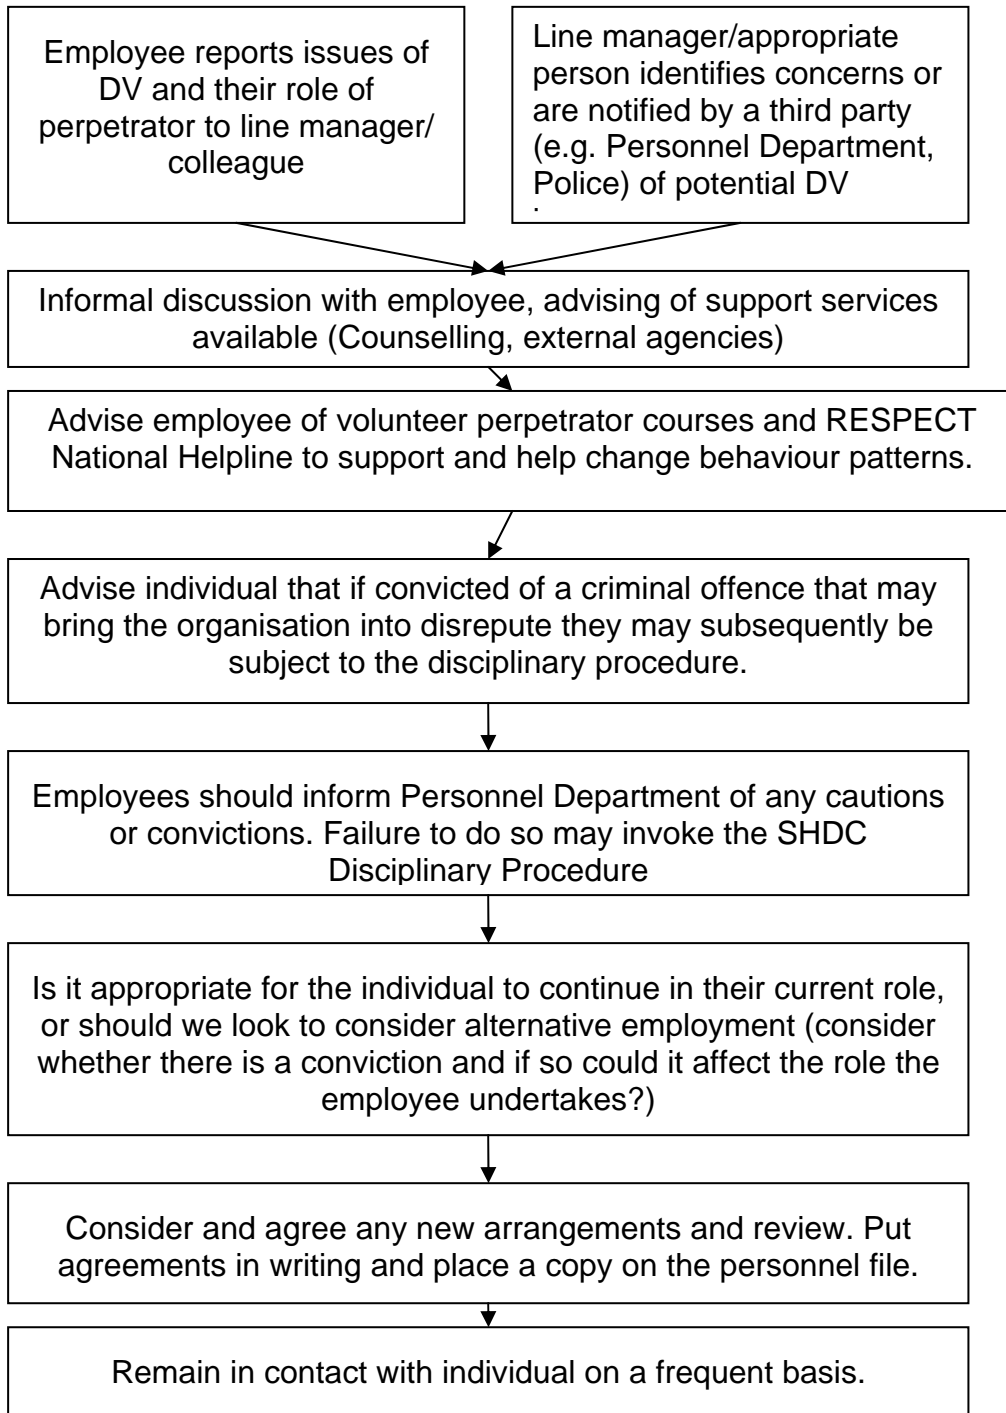 Employee reports issues of
DV and their role of
perpetrator to line manager/
colleague
Line manager/appropriate
person identifies concerns or
are notified by a third party
(e.g. Personnel Department,
Police) of potential DV
Informal discussion with employee, advising of support services
available (Counselling, external agencies)
Advise employee of volunteer perpetrator courses and RESPECT
National Helpline to support and help change behaviour patterns.
Advise individual that if convicted of a criminal offence that may
bring the organisation into disrepute they may subsequently be
subject to the disciplinary procedure.
Employees should inform Personnel Department of any cautions
or convictions. Failure to do so may invoke the SHDC
Disciplinary Procedure
Is it appropriate for the individual to continue in their current role,
or should we look to consider alternative employment (consider
whether there is a conviction and if so could it affect the role the
employee undertakes?)
Consider and agree any new arrangements and review. Put
agreements in writing and place a copy on the personnel file.
Remain in contact with individual on a frequent basis.